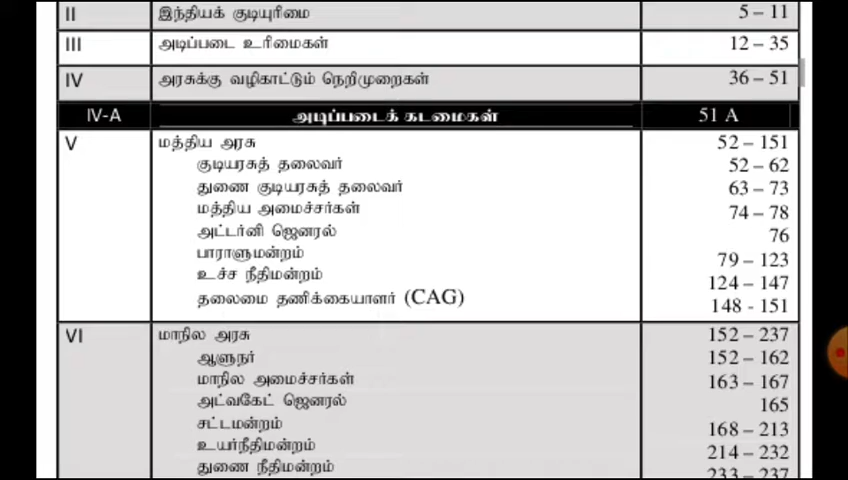 II இந்தியக் குடியுரிமை 5 – 11
III அடிப்படை உரிமைகள் 12 – 35
IV அரசுக்கு வழிகாட்டும் நெறிமுறைகள் 36 – 51
IV-A அடிப்படைக் கடமைகள் 51 A
V மத்திய அரசு 52 – 151
குடியரசுத் தலைவர் 52 – 62
துணை குடியரசுத் தலைவர் 63 – 73
மத்திய அமைச்சர்கள் 74 – 78
அட்டர்னி ஜெனரல் 76
பாராளுமன்றம் 79 – 123
உச்ச நீதிமன்றம் 124 – 147
தலைமை தணிக்கையாளர் (CAG) 148 - 151
VI மாநில அரசு 152 – 237
ஆளுநர் 152 – 162
மாநில அமைச்சர்கள் 163 – 167
அட்வகேட் ஜெனரல் 165
சட்டமன்றம் 168 – 213
உயர்நீதிமன்றம் 214 – 232
துணை நீதிமன்றம் 233 – 237